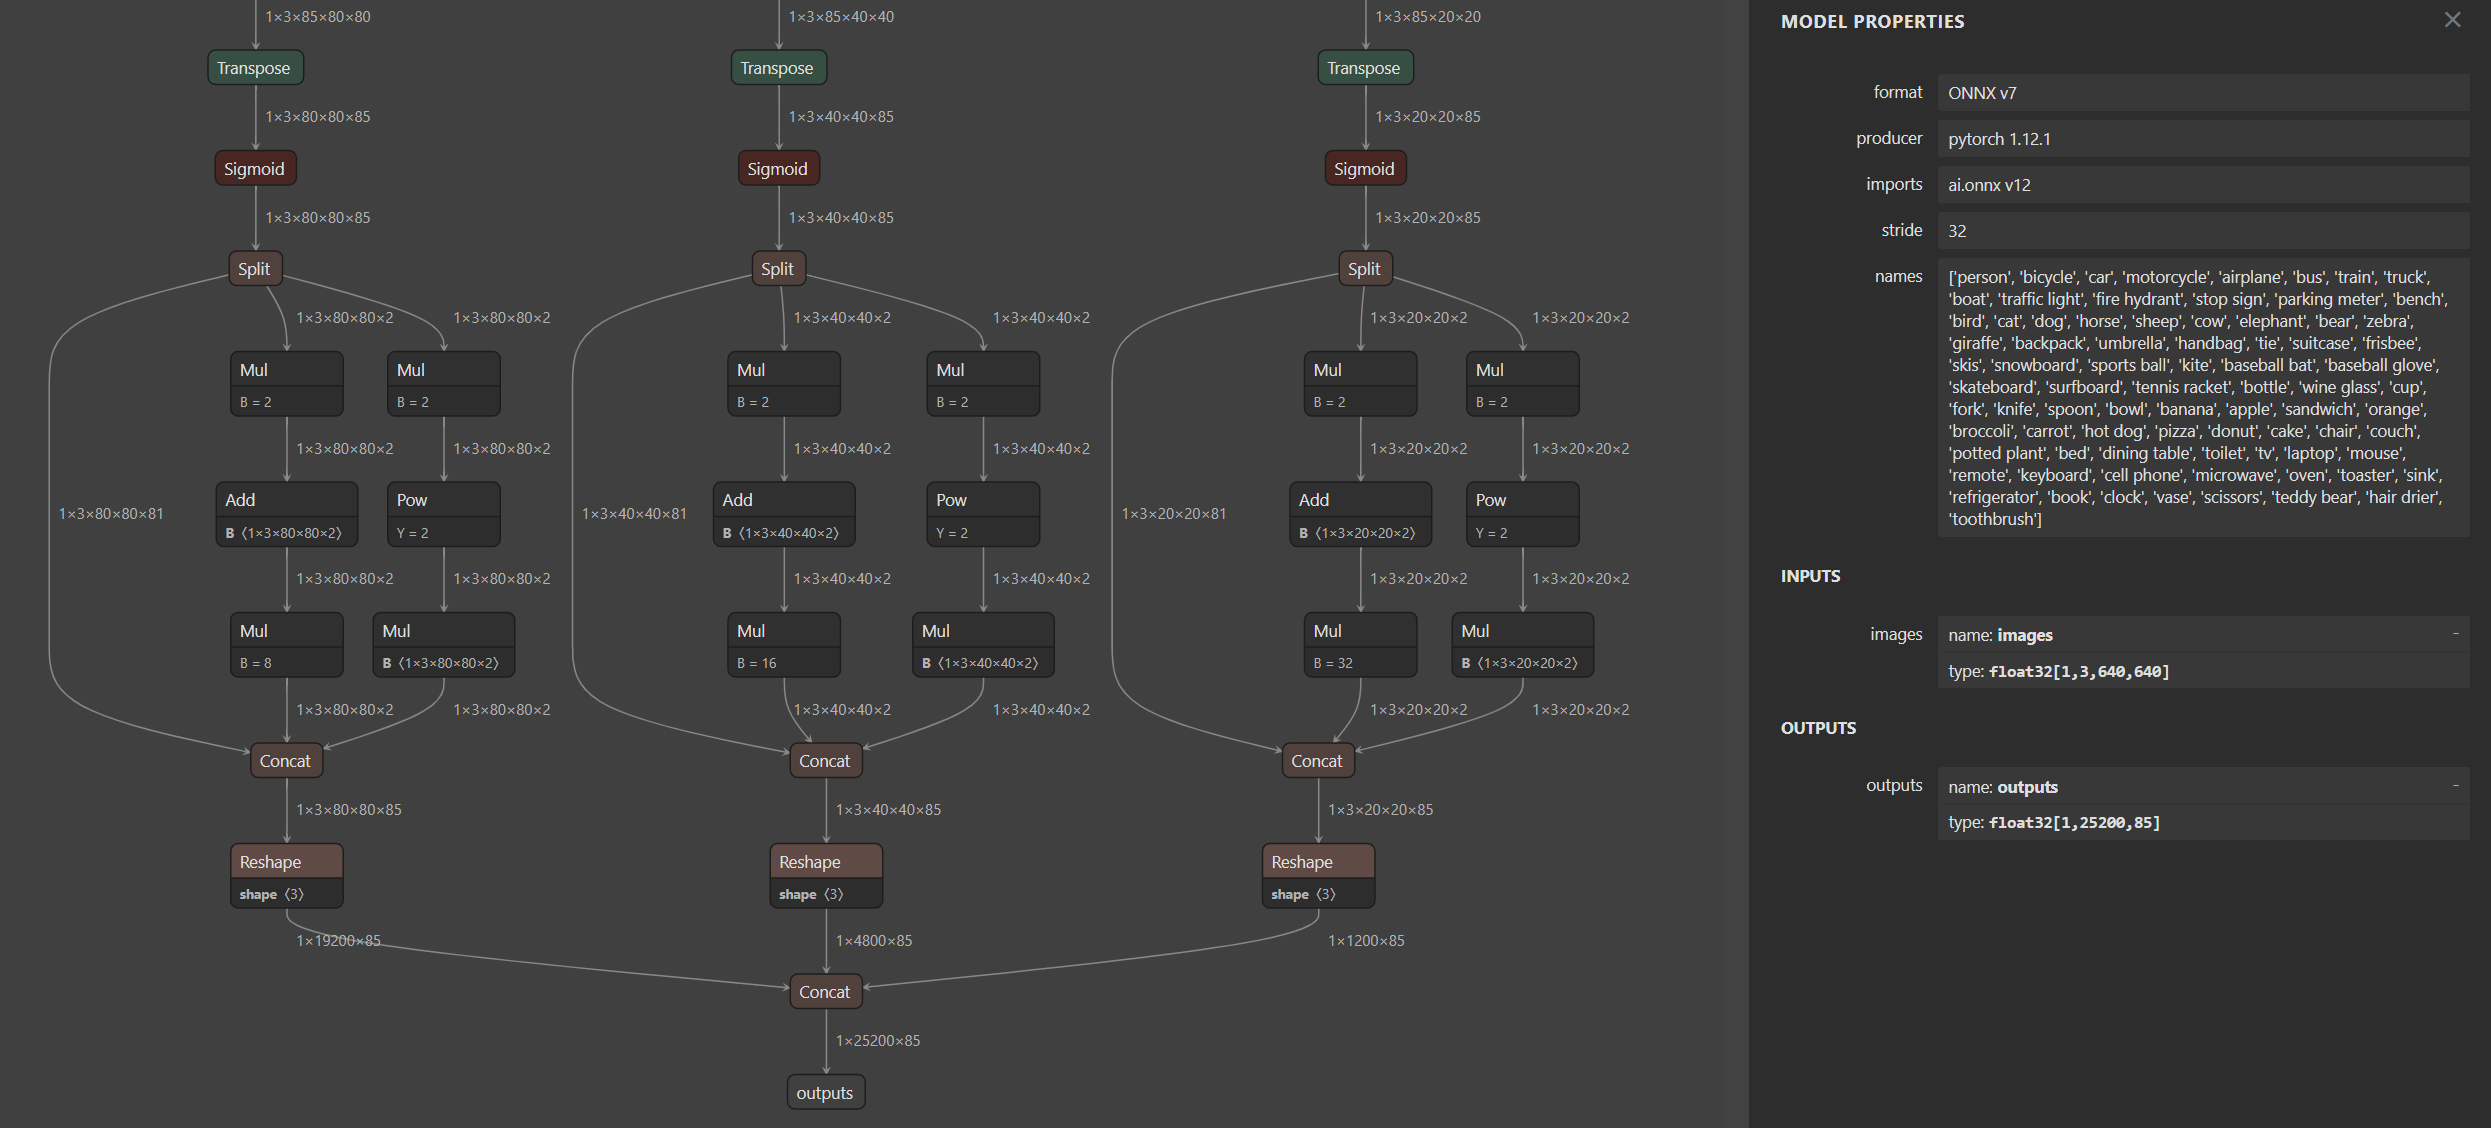 1×3×85×80×80
1×3×85×40×40
1×3×85×20×20
Transpose
Transpose
Transpose
1×3×80×80×85
1×3×40×40×85
1×3×20×20×85
Sigmoid
Sigmoid
Sigmoid
1×3×80×80×85
1×3×40×40×85
1×3×20×20×85
Split
Split
Split
1×3×80×80×2
1×3×80×80×2
1×3×40×40×2
1×3×40×40×2
1×3×20×20×2
1×3×20×20×2
Mul
B = 2
Mul
B = 2
Mul
B = 2
Mul
B = 2
Mul
B = 2
Mul
B = 2
1×3×80×80×2
1×3×80×80×2
1×3×40×40×2
1×3×40×40×2
1×3×20×20×2
1×3×20×20×2
1×3×80×80×81
Add
B 〈1×3×80×80×2〉
Pow
Y = 2
1×3×40×40×81
Add
B 〈1×3×40×40×2〉
Pow
Y = 2
1×3×20×20×81
Add
B 〈1×3×20×20×2〉
Pow
Y = 2
1×3×80×80×2
1×3×80×80×2
1×3×40×40×2
1×3×40×40×2
1×3×20×20×2
1×3×20×20×2
Mul
B = 8
Mul
B 〈1×3×80×80×2〉
Mul
B = 16
Mul
B 〈1×3×40×40×2〉
Mul
B = 32
Mul
B 〈1×3×20×20×2〉
1×3×80×80×2
1×3×80×80×2
1×3×40×40×2
1×3×40×40×2
1×3×20×20×2
1×3×20×20×2
Concat
Concat
Concat
1×3×80×80×85
1×3×40×40×85
1×3×20×20×85
Reshape
shape 〈3〉
Reshape
shape 〈3〉
Reshape
shape 〈3〉
1×19200×85
1×4800×85
1×1200×85
Concat
1×25200×85
outputs
MODEL PROPERTIES
format
ONNX v7
producer
pytorch 1.12.1
imports
ai.onnx v12
stride
32
names
['person', 'bicycle', 'car', 'motorcycle', 'airplane', 'bus', 'train', 'truck',
'boat', 'traffic light', 'fire hydrant', 'stop sign', 'parking meter', 'bench',
'bird', 'cat', 'dog', 'horse', 'sheep', 'cow', 'elephant', 'bear', 'zebra',
'giraffe', 'backpack', 'umbrella', 'handbag', 'tie', 'suitcase', 'frisbee',
'skis', 'snowboard', 'sports ball', 'kite', 'baseball bat', 'baseball glove',
'skateboard', 'surfboard', 'tennis racket', 'bottle', 'wine glass', 'cup',
'fork', 'knife', 'spoon', 'bowl', 'banana', 'apple', 'sandwich', 'orange',
'broccoli', 'carrot', 'hot dog', 'pizza', 'donut', 'cake', 'chair', 'couch',
'potted plant', 'bed', 'dining table', 'toilet', 'tv', 'laptop', 'mouse',
'remote', 'keyboard', 'cell phone', 'microwave', 'oven', 'toaster', 'sink',
'refrigerator', 'book', 'clock', 'vase', 'scissors', 'teddy bear', 'hair drier',
'toothbrush']
INPUTS
images
name: images
-
type: float32[1,3,640,640]
OUTPUTS
outputs
name: outputs
-
type: float32[1,25200,85]